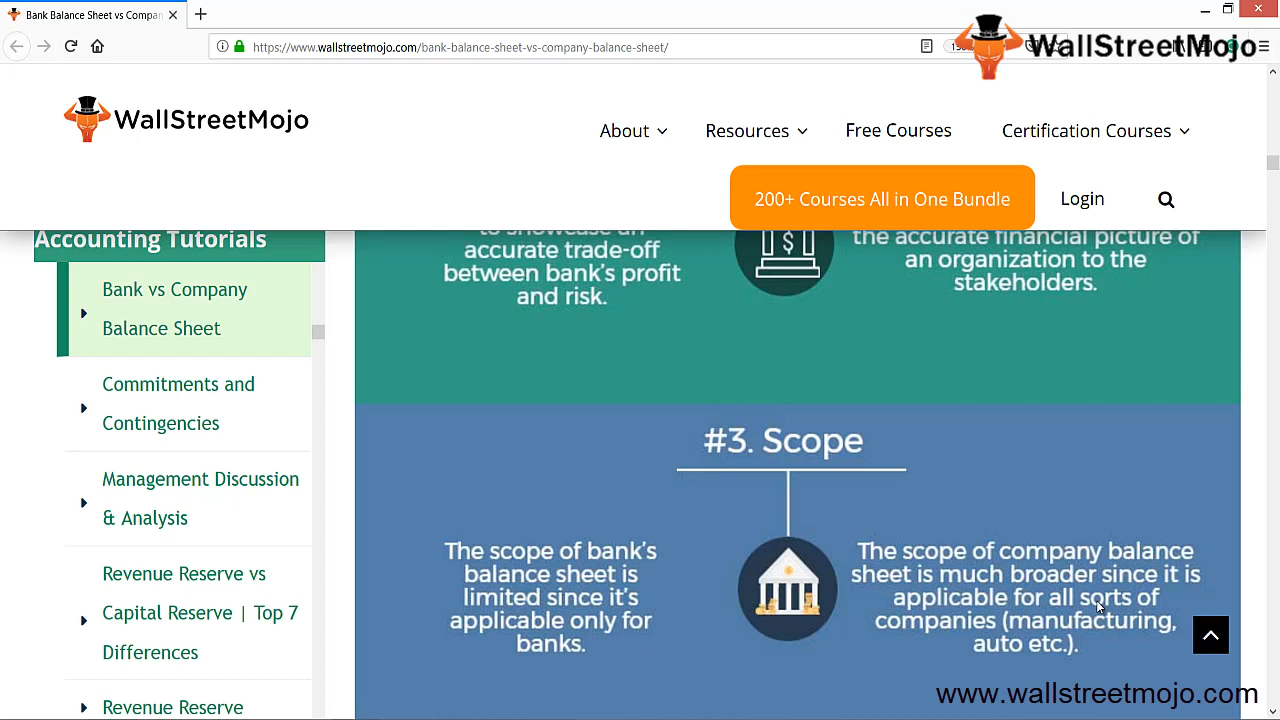 Bank Balance Sheet vs Compan
http://www.wallstreetmojo.com/bank-balance-sheet-vs-company-balance-sheet/
WallStreetMojo
WallStreetMojo
About
Resources
Free Courses
Certification Courses
200+ Courses All in One Bundle
Login
Accounting Tutorials
Bank vs Company
Balance Sheet
Commitments and
Contingencies
Management Discussion
& Analysis
Revenue Reserve vs
Capital Reserve | Top 7
Differences
Revenue Reserve
to showcase an
accurate trade-off
between bank's profit
and risk.
the accurate financial picture of
an organization to the
stakeholders.
#3. Scope
The scope of bank's
balance sheet is
limited since it's
applicable only for
banks.
The scope of company balance
sheet is much broader since it is
applicable for all sorts of
companies (manufacturing,
auto etc.).
www.wallstreetmojo.com